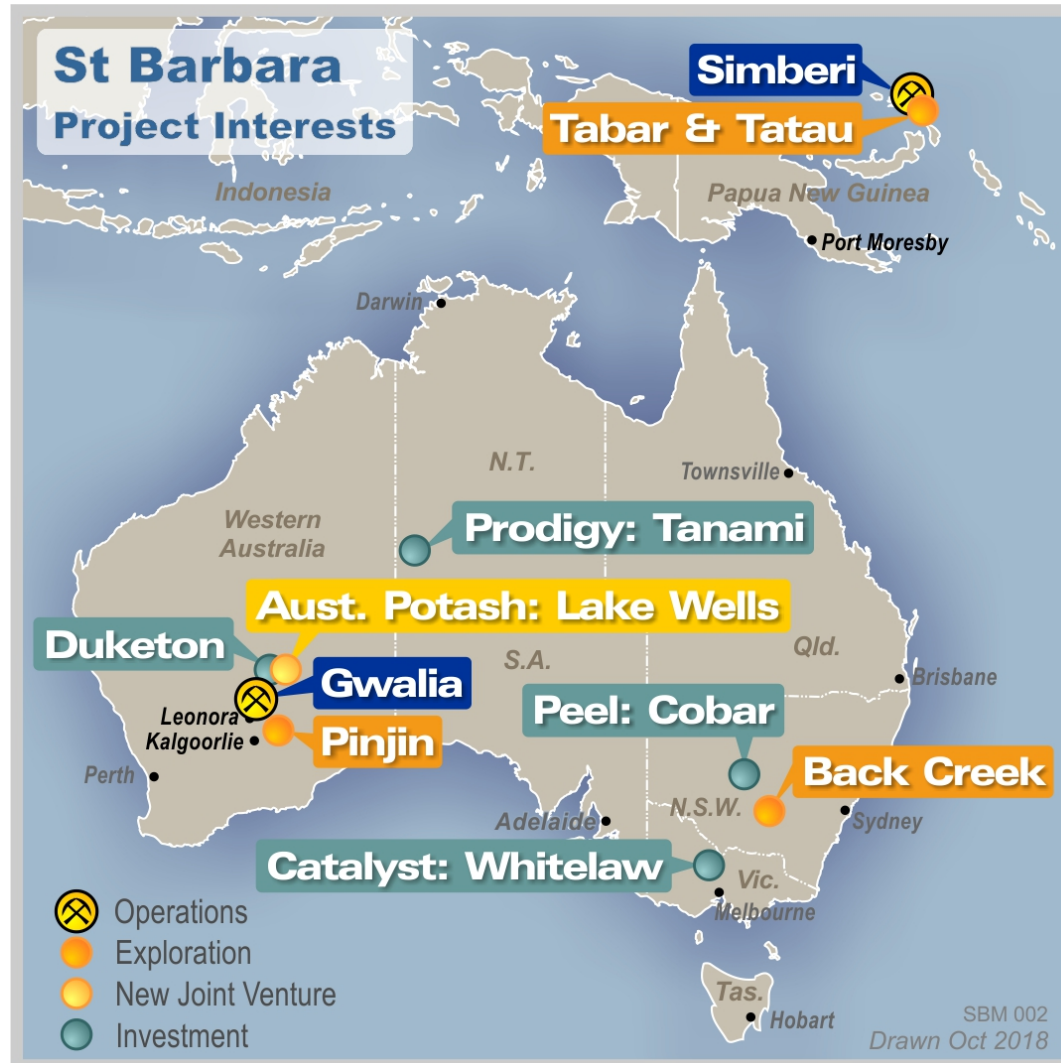 St Barbara
Project Interests
Simberi
Tabar & Tatau
Indonesia
Papua New Guinea
Port Moresby
Darwin
N.T.
Townsville
Western
Australia
Prodigy: Tanami
Aust. Potash: Lake Wells
Duketon
S.A.
Qld.
Gwalia
Brisbane
Peel: Cobar
Leonora
Kalgoorlie
Pinjin
Perth
Back Creek
N.S.W.
Adelaide
Sydney
Catalyst: Whitelaw
Vic.
Melbourne
Operations
Exploration
New Joint Venture
Investment
Tas.
Hobart
SBM 002
Drawn Oct 2018